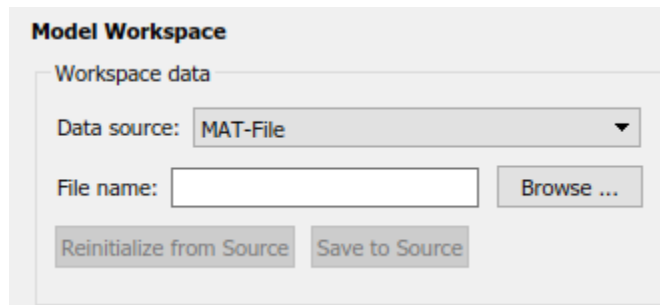 Model Workspace
Workspace data
Data source: MAT-File
File name: Browse ...
Reinitialize from Source Save to Source